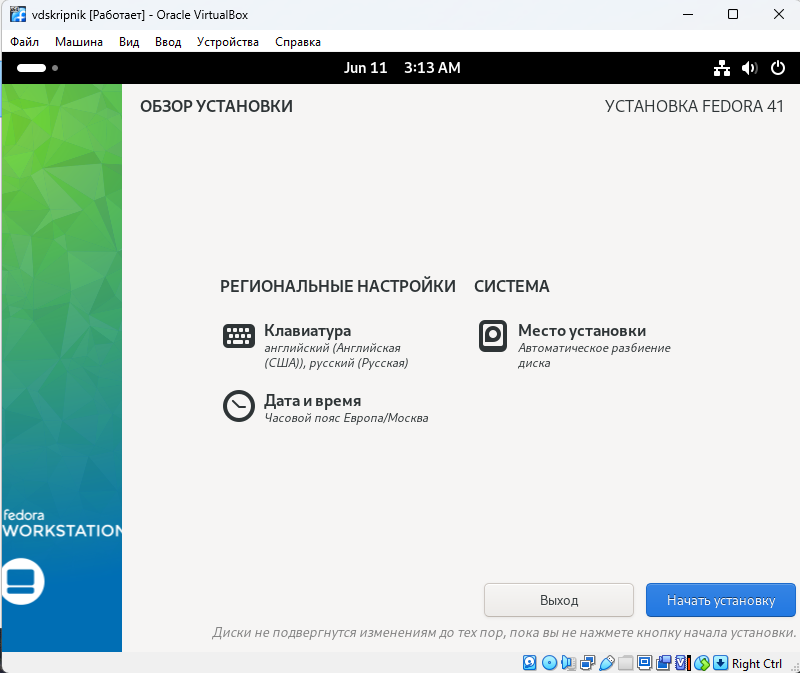 vdskripnik [Работает] - Oracle VirtualBox
Файл Машина Вид Ввод Устройства Справка
Jun 11 3:13 AM
ОБЗОР УСТАНОВКИ
УСТАНОВКА FEDORA 41
РЕГИОНАЛЬНЫЕ НАСТРОЙКИ
Клавиатура
английский (Английская
(США)), русский (Русская)
Дата и время
Часовой пояс Европа/Москва
СИСТЕМА
Место установки
Автоматическое разбиение
диска
fedora
WORKSTATION
Выход
Начать установку
Диски не подвергнутся изменениям до тех пор, пока вы не нажмете кнопку начала установки.
Right Ctrl